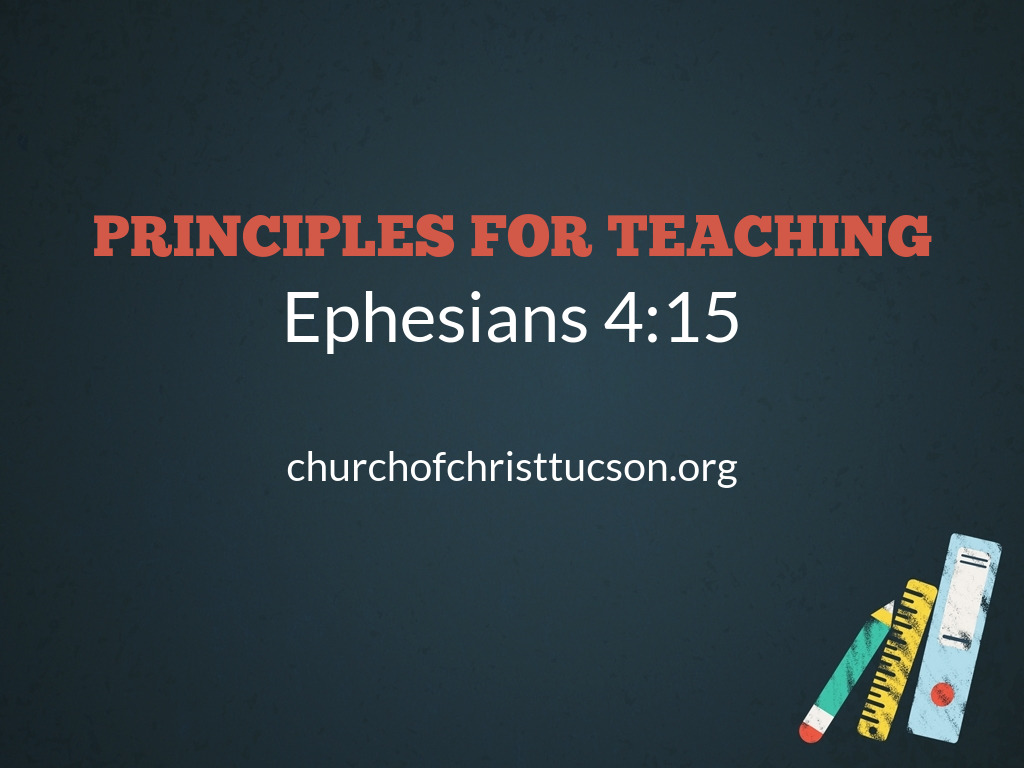 PRINCIPLES FOR TEACHING
Ephesians 4:15
churchofchristtucson.org